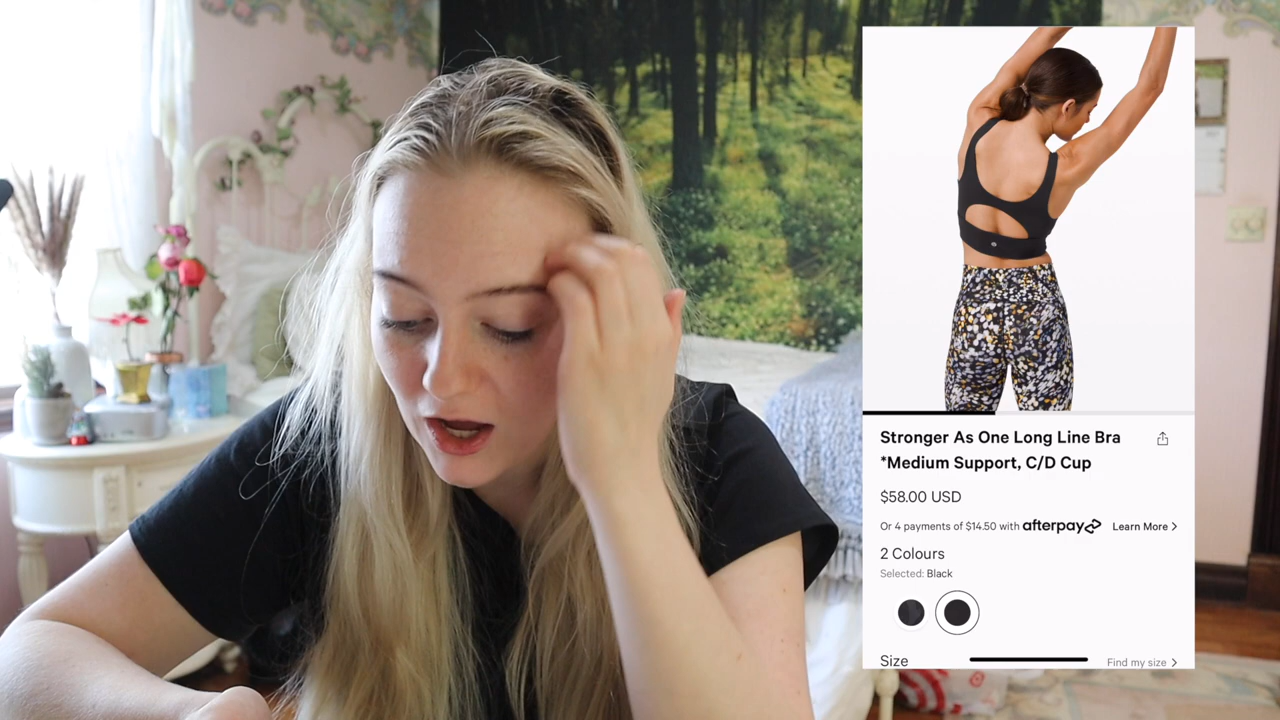 Stronger As One Long Line Bra
*Medium Support, C/D Cup
$58.00 USD
Or 4 payments of $14.50 with afterpay Learn More >
2 Colours
Selected: Black
Size Find my size >